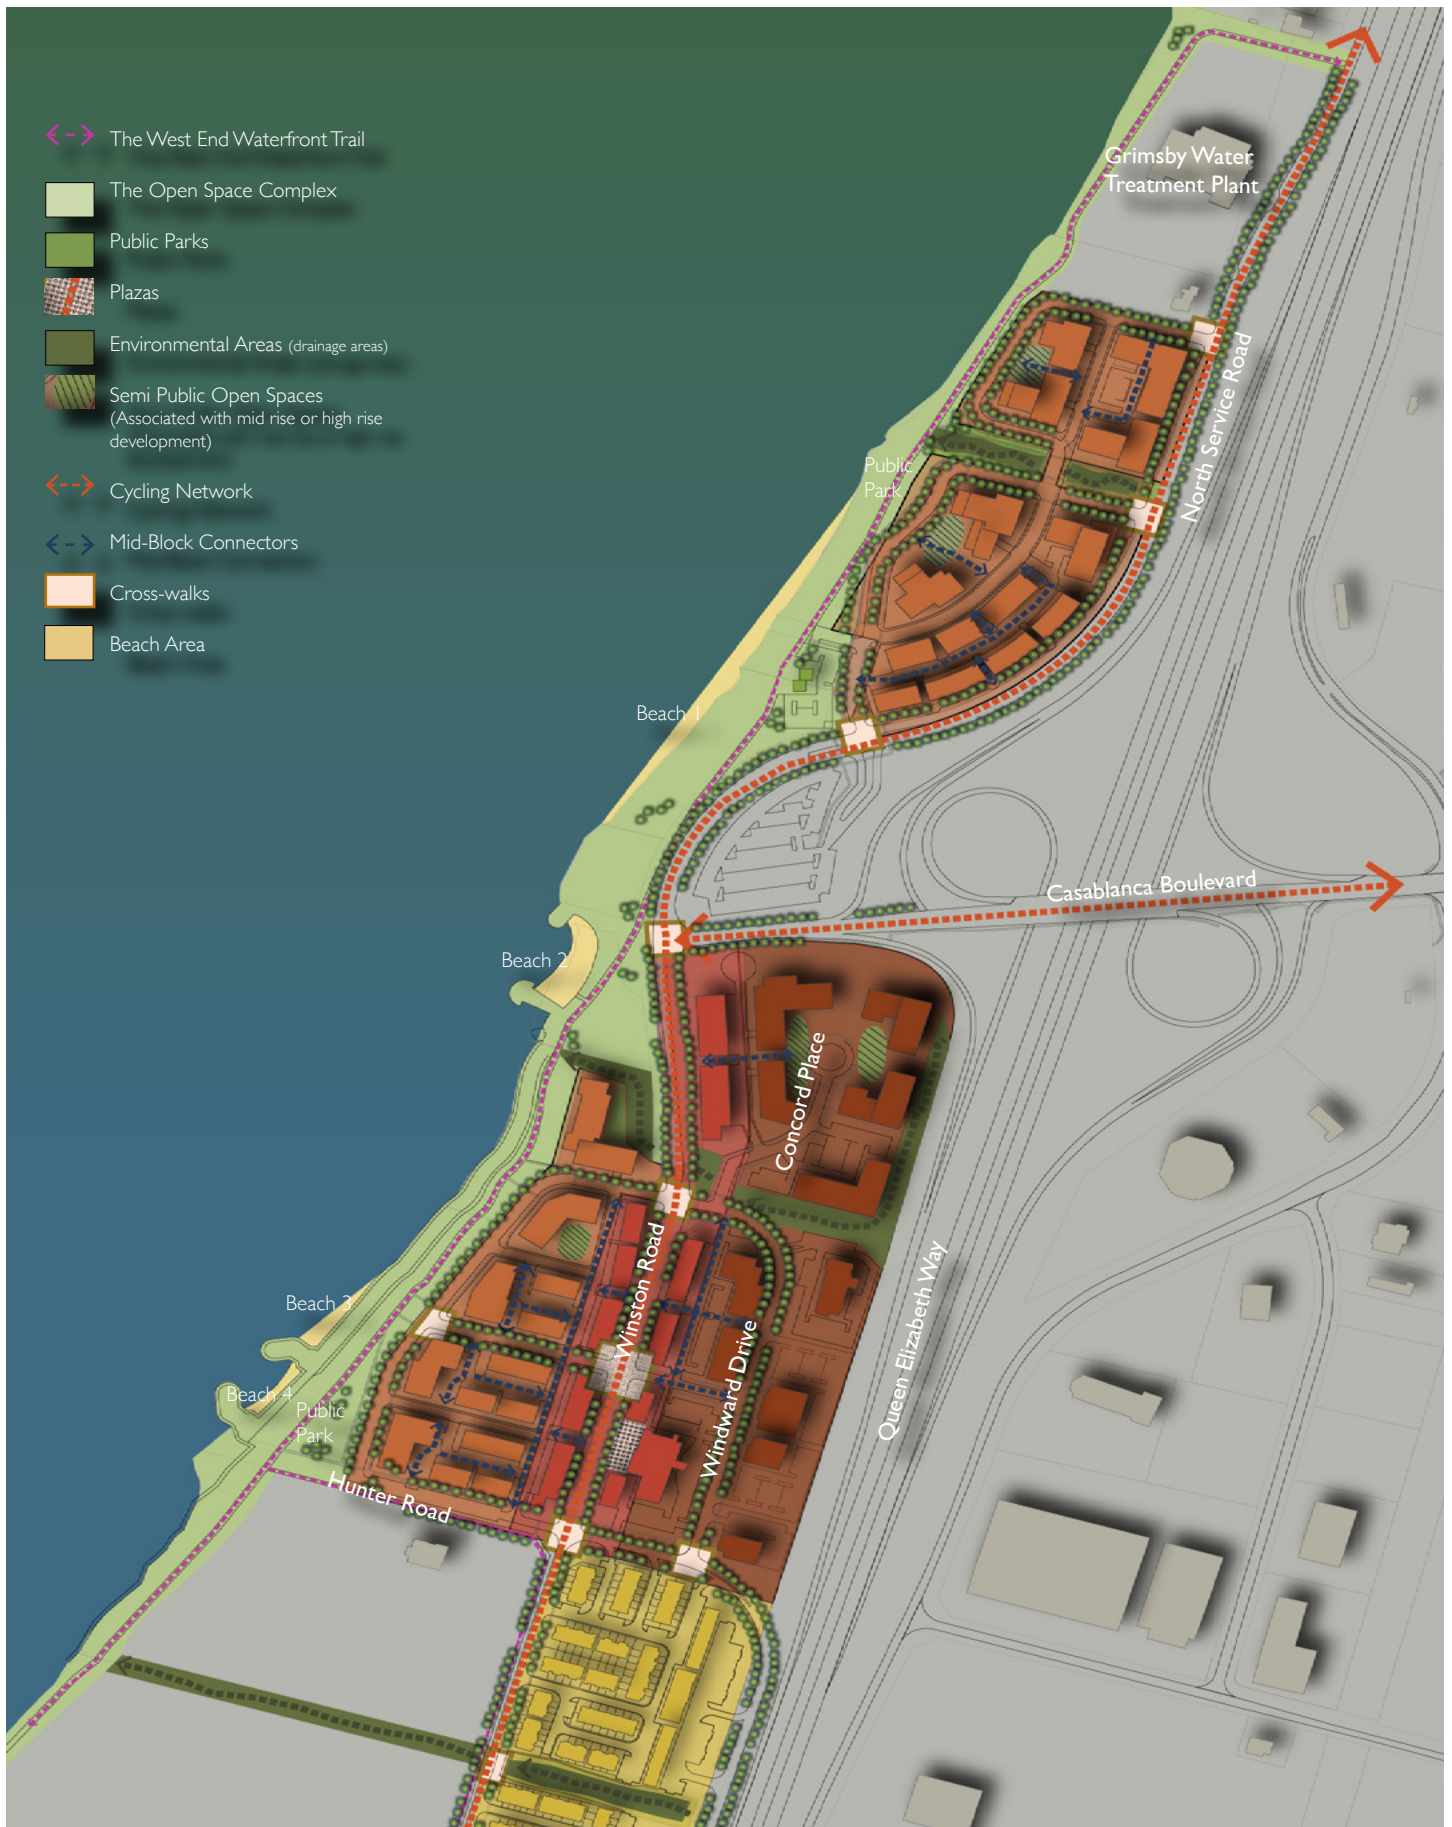 The West End Waterfront Trail
The Open Space Complex
Public Parks
Plazas
Environmental Areas (drainage areas)
Semi Public Open Spaces
(Associated with mid rise or high rise
development)
Cycling Network
Mid-Block Connectors
Cross-walks
Beach Area
Grimsby Water
Treatment Plant
North Service Road
Public
Park
Beach 1
Casablanca Boulevard
Beach 2
Concord Place
Winston Road
Queen Elizabeth Way
Beach 3
Windward Drive
Beach 4
Public
Park
Hunter Road